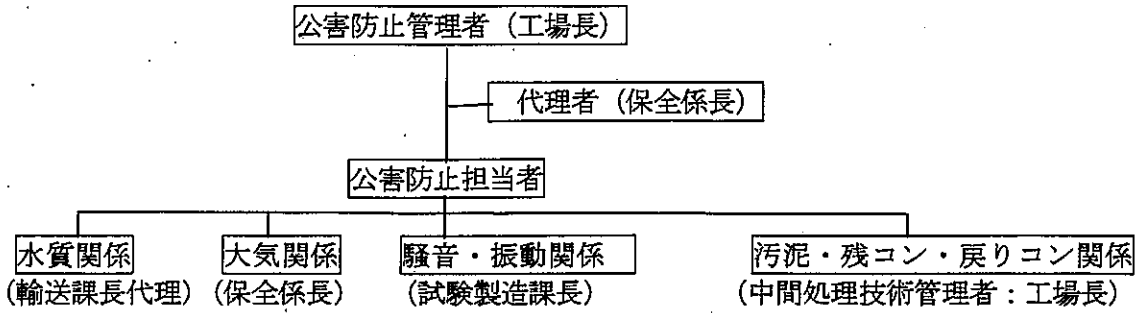 公害防止管理者（工場長）
代理者（保全係長）
公害防止担当者
水質関係 大気関係 騒音・振動関係 汚泥・残コン・戻りコン関係
（輸送課長代理） （保全係長） （試験製造課長） （中間処理技術管理者：工場長）